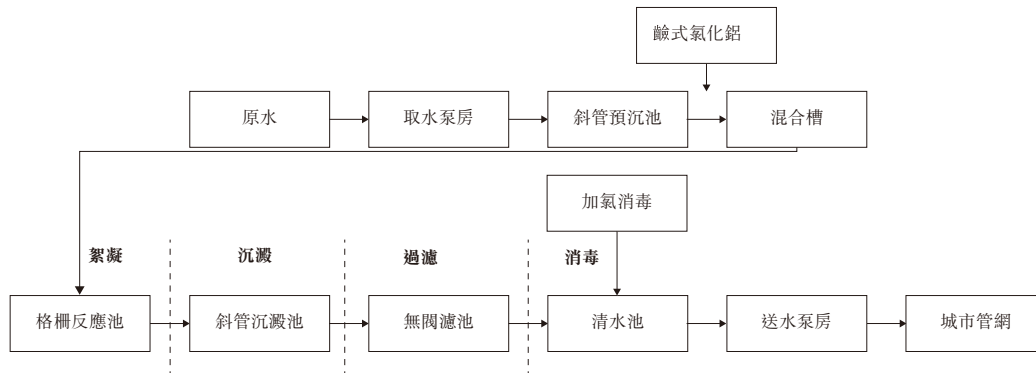 鹼式氯化鋁
原水
取水泵房
斜管預沉池
混合槽
加氯消毒
絮凝
沉澱
過濾
消毒
格柵反應池
斜管沉澱池
無閥濾池
清水池
送水泵房
城市管網